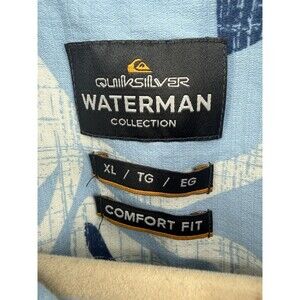 QUIKSILVER
WATERMAN
COLLECTION
XL / TG / EG
COMFORT FIT